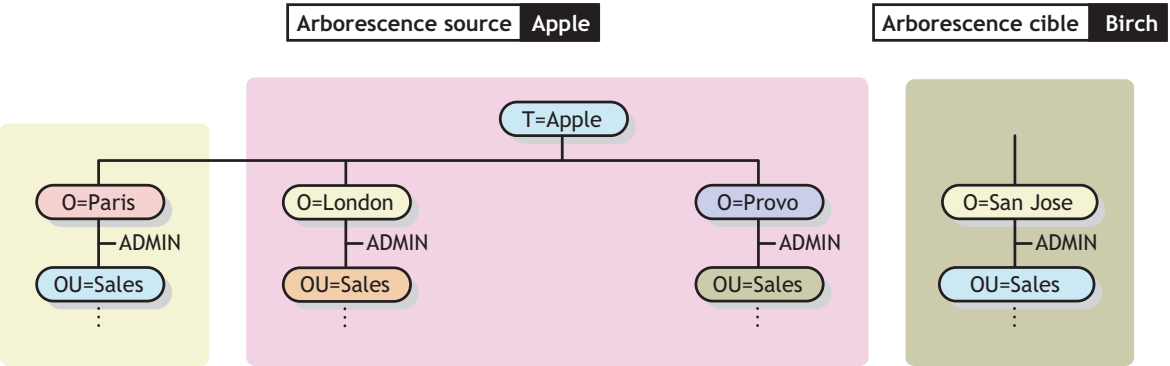 Arborescence source Apple
Arborescence cible Birch
T=Apple
O=Paris
O=London
O=Provo
O=San Jose
ADMIN
ADMIN
ADMIN
ADMIN
OU=Sales
OU=Sales
OU=Sales
OU=Sales